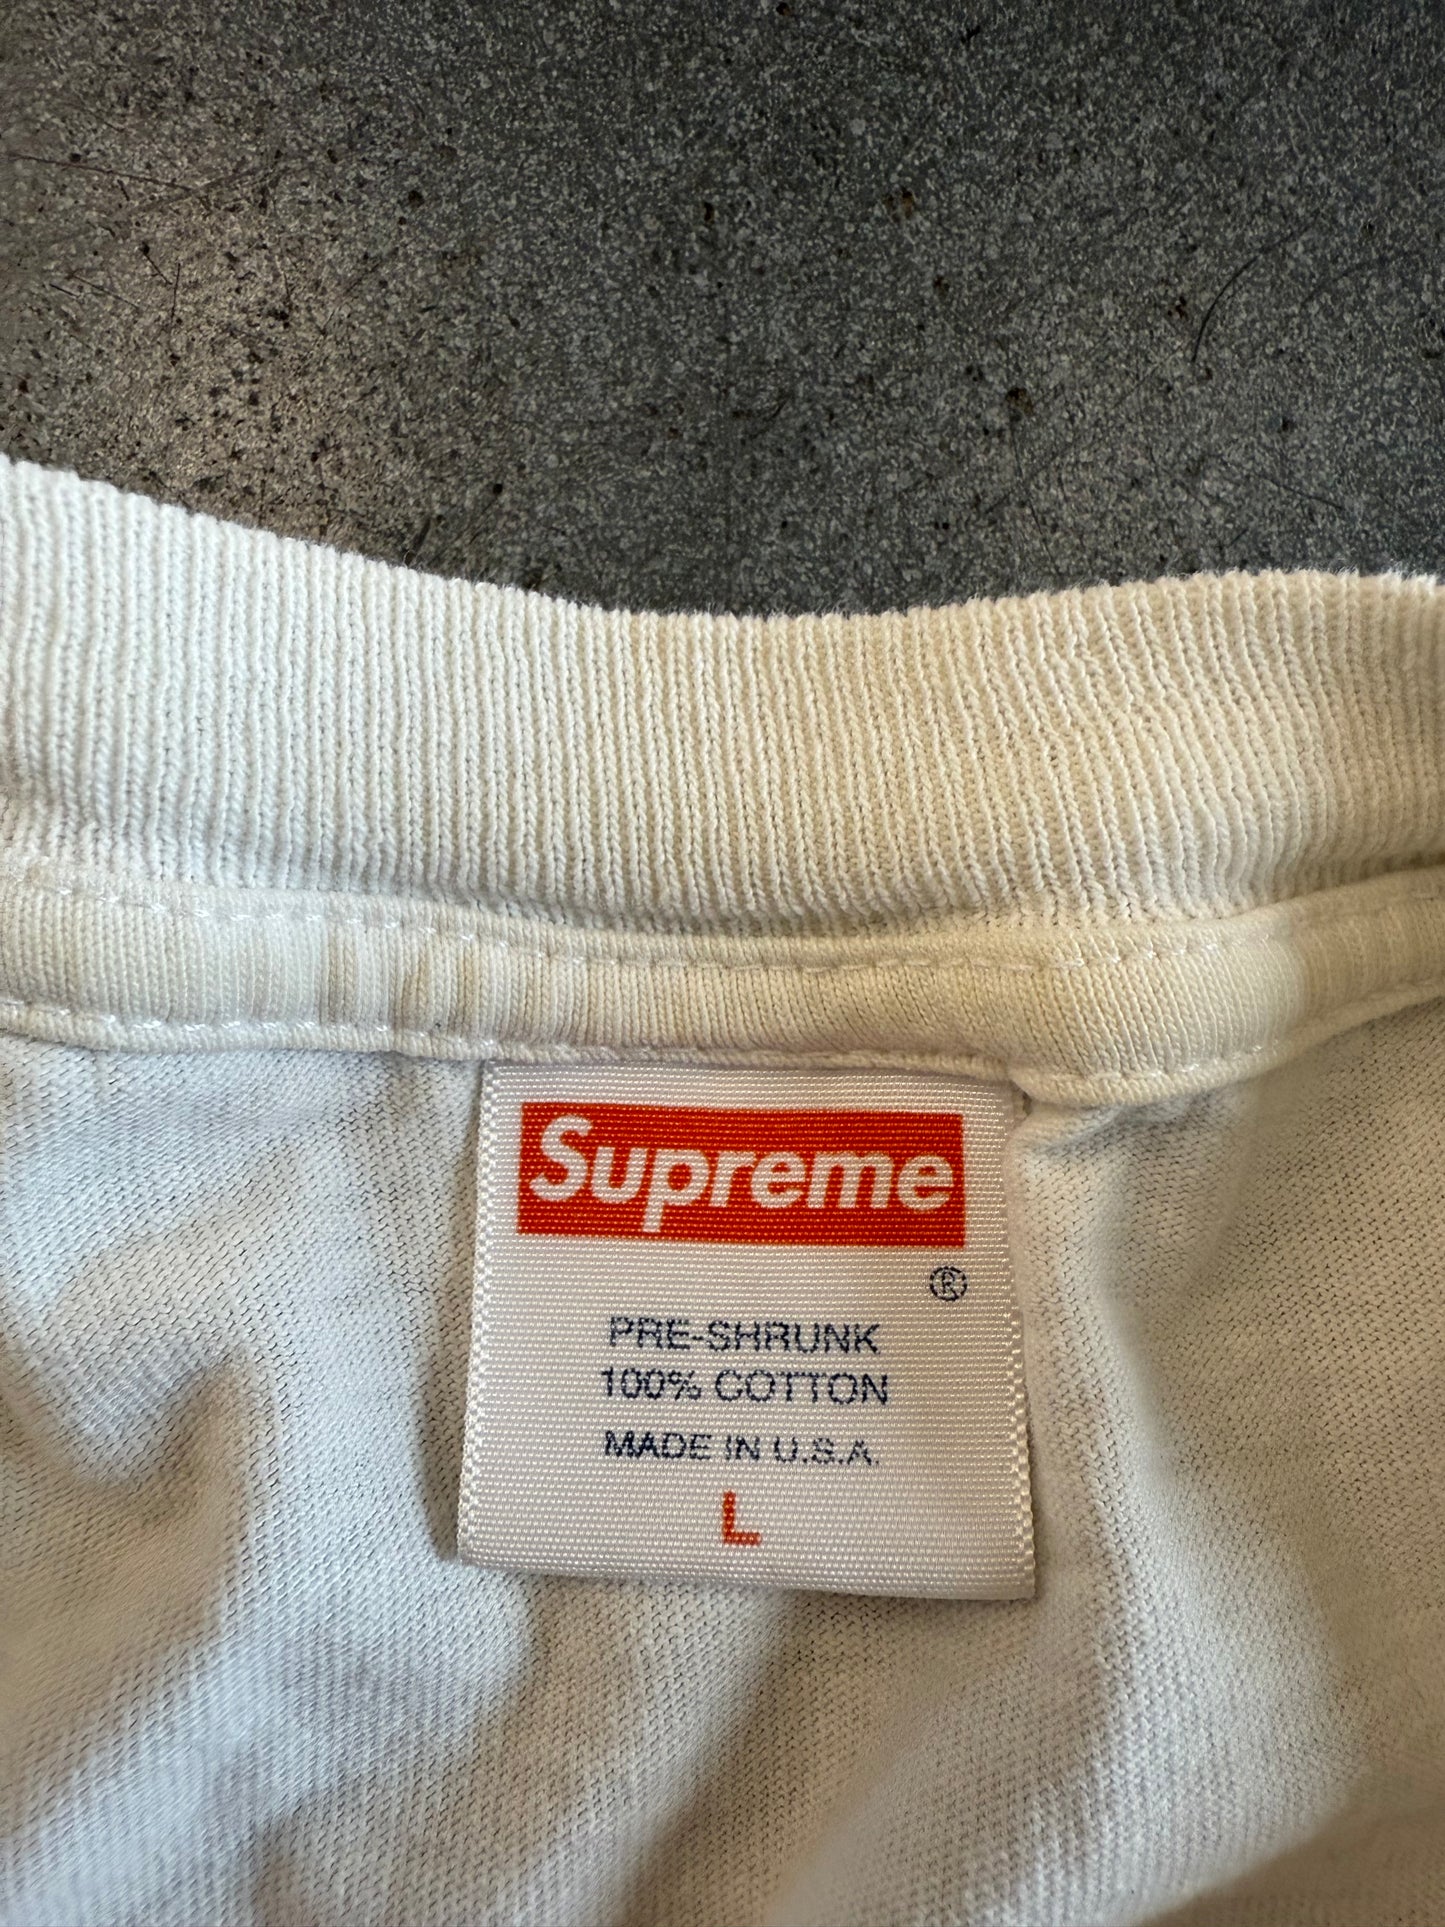 Supreme
®
PRE-SHRUNK
100% COTTON
MADE IN U.S.A.
L